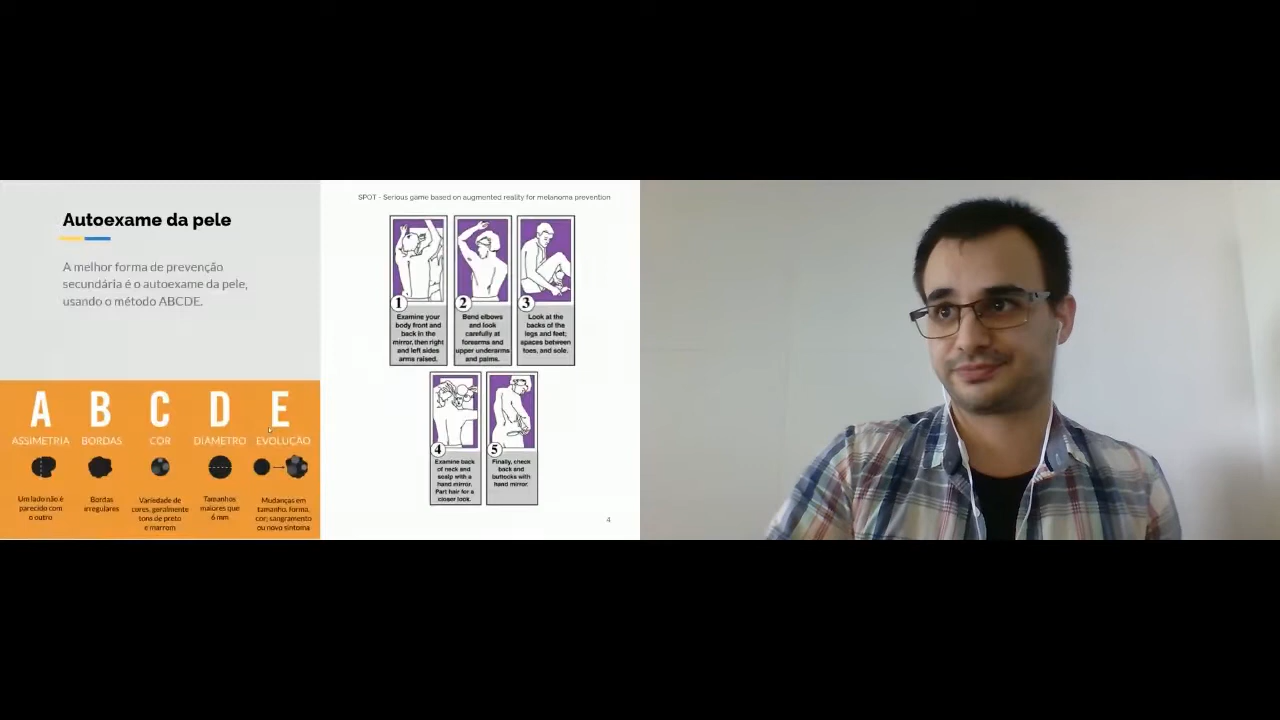 Autoexame da pele
A melhor forma de prevenção
secundária é o autoexame da pele,
usando o método ABCDE.
A B C D E
ASSIMETRIA BORDAS COR DIÂMETRO EVOLUÇÃO
Um lado não é
parecido com
o outro
Bordas
irregulares
Variedade de
cores, geralmente
tons de preto
e marrom
Tamanhos
maiores que
6 mm
Mudanças em
tamanho, forma,
cor, sangramento
ou novo sintoma
SPOT - Serious game based on augmented reality for melanoma prevention
1
Examine your
body front and
back in the
mirror, then right
and left sides
arms raised.
2
Bend elbows
and look
carefully at
forearms and
upper underarms
and palms.
3
Look at the
backs of the
legs and feet;
spaces between
toes, and sole.
4
Examine back
of neck and
scalp with a
hand mirror.
Part hair for a
closer look.
5
Finally, check
back and
buttocks with
hand mirror.
4